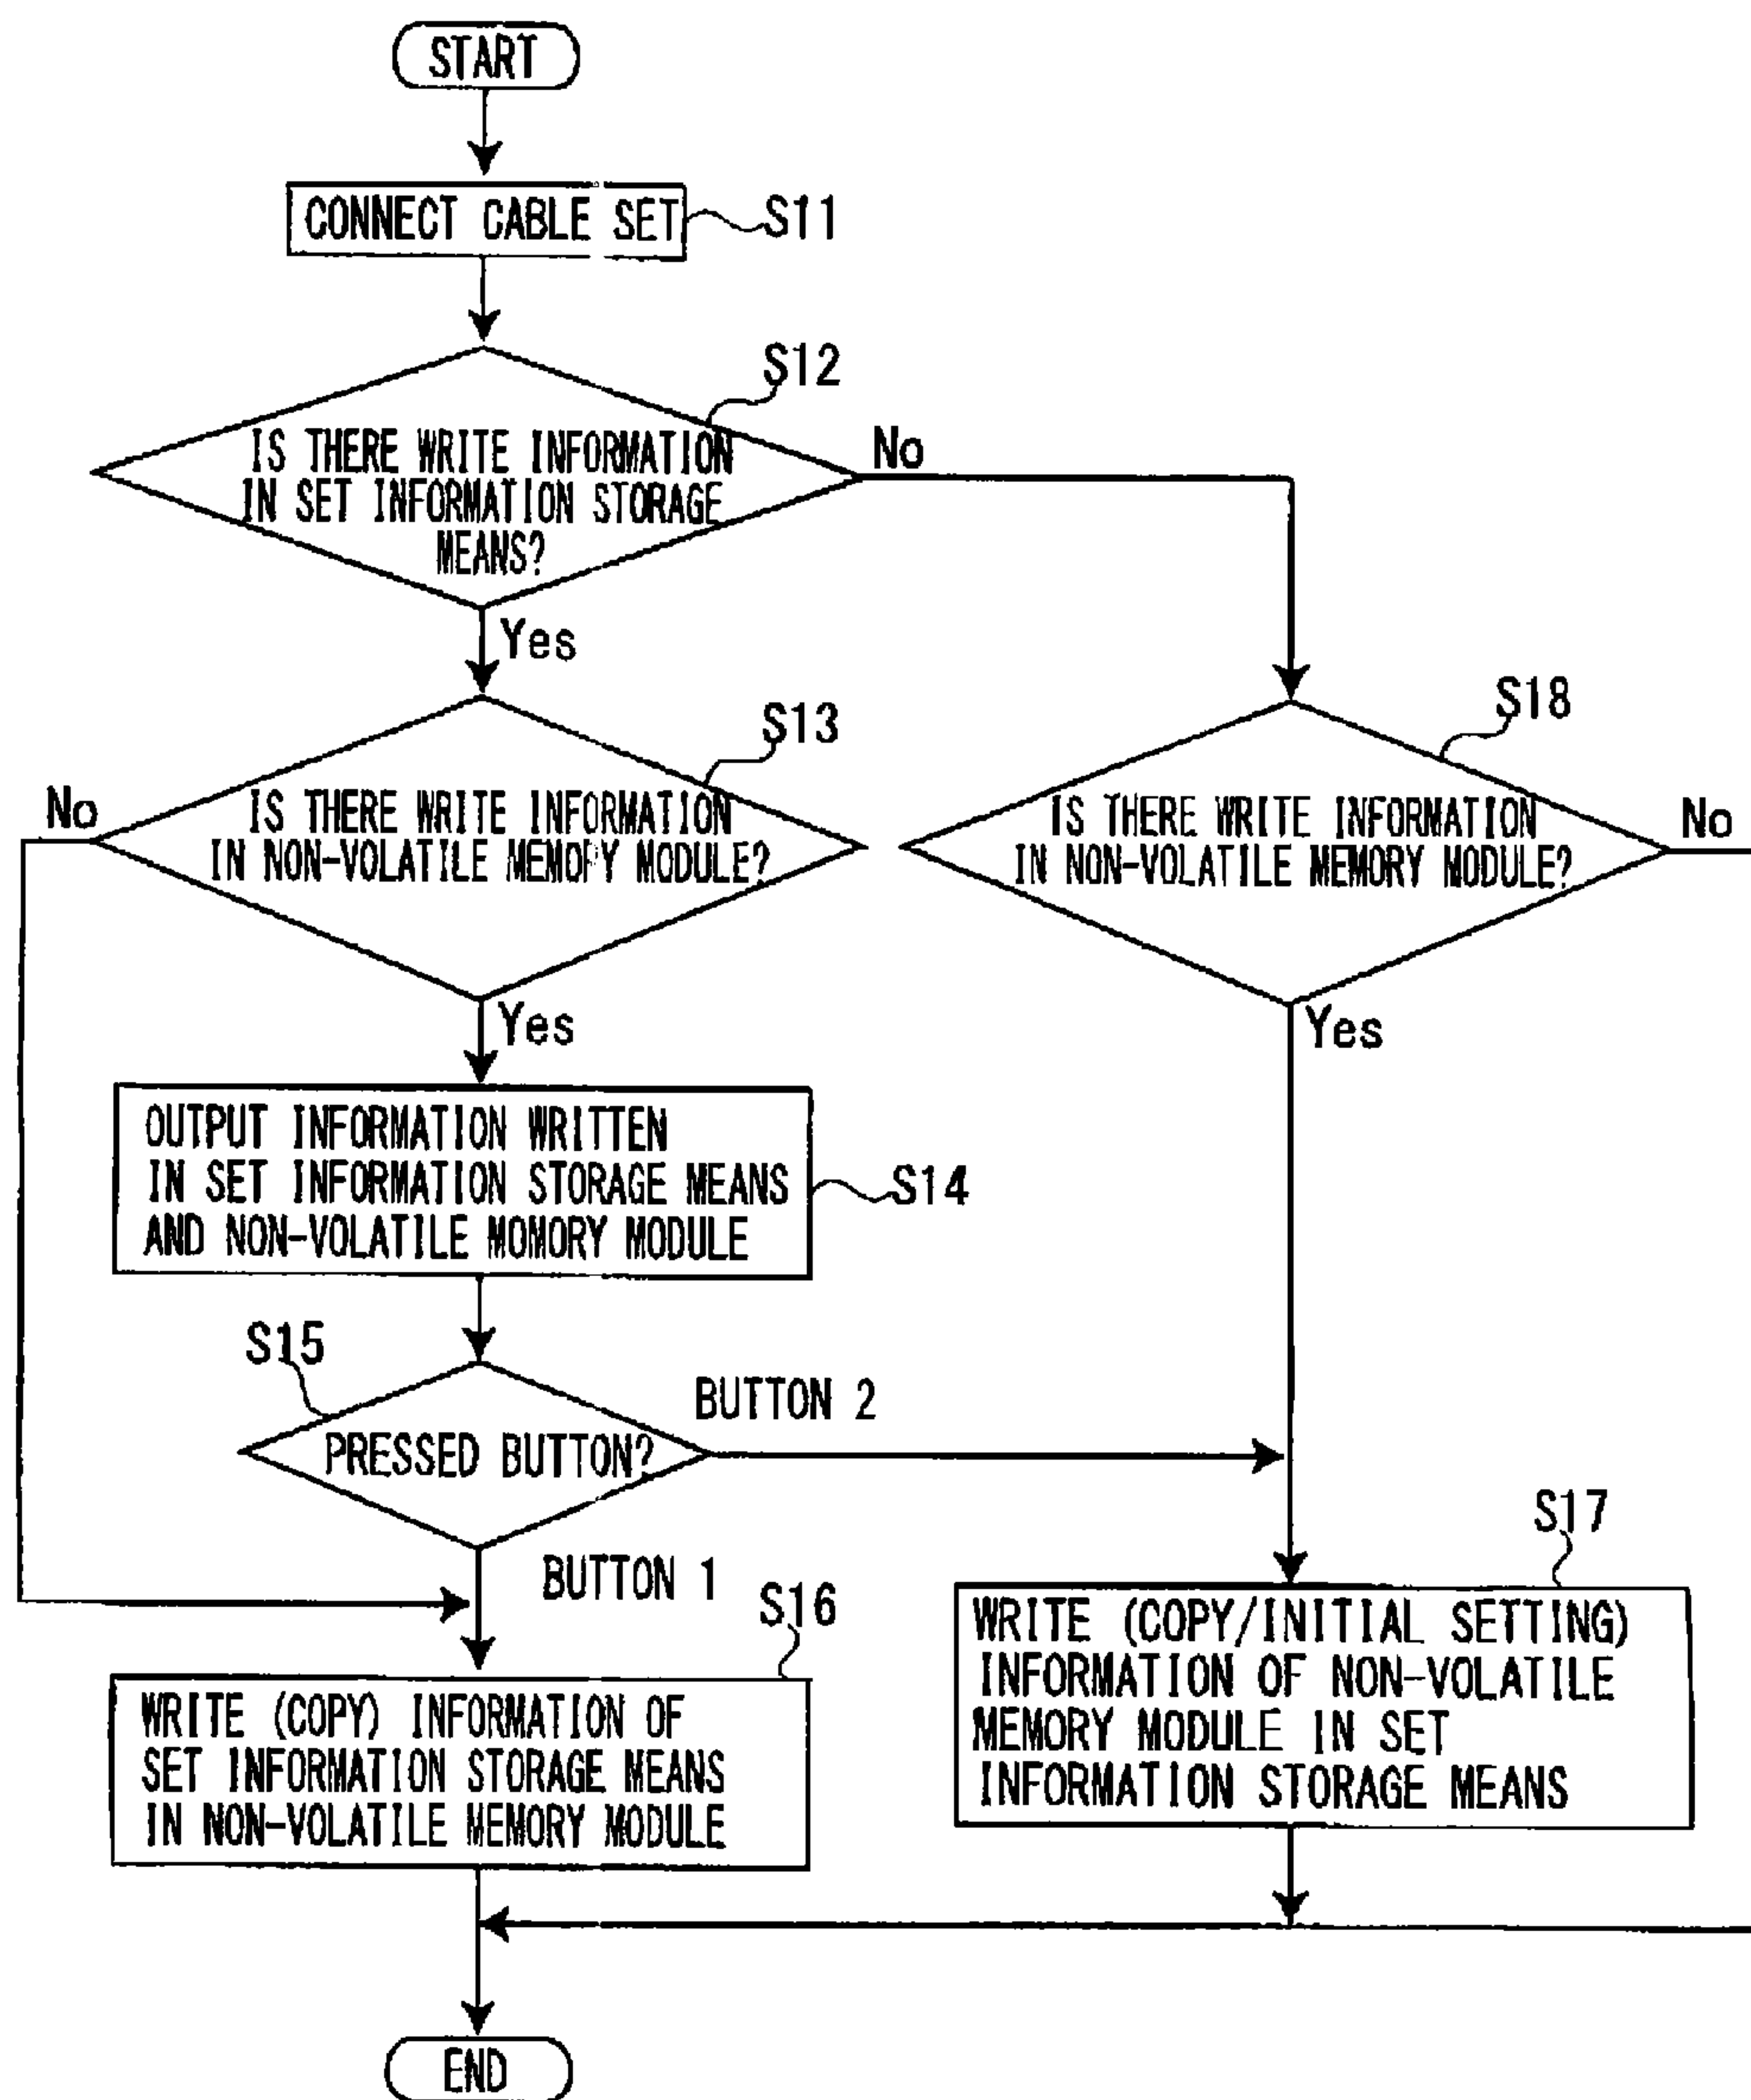 START
CONNECT CABLE SET
S11
S12
IS THERE WRITE INFORMATION
IN SET INFORMATION STORAGE
MEANS?
No
Yes
S13
IS THERE WRITE INFORMATION
IN NON-VOLATILE MEMORY MODULE?
No
Yes
S18
IS THERE WRITE INFORMATION
IN NON-VOLATILE MEMORY MODULE?
No
Yes
OUTPUT INFORMATION WRITTEN
IN SET INFORMATION STORAGE MEANS
AND NON-VOLATILE MOMORY MODULE
S14
S15
PRESSED BUTTON?
BUTTON 2
BUTTON 1
S16
WRITE (COPY) INFORMATION OF
SET INFORMATION STORAGE MEANS
IN NON-VOLATILE MEMORY MODULE
S17
WRITE (COPY/INITIAL SETTING)
INFORMATION OF NON-VOLATILE
MEMORY MODULE IN SET
INFORMATION STORAGE MEANS
END